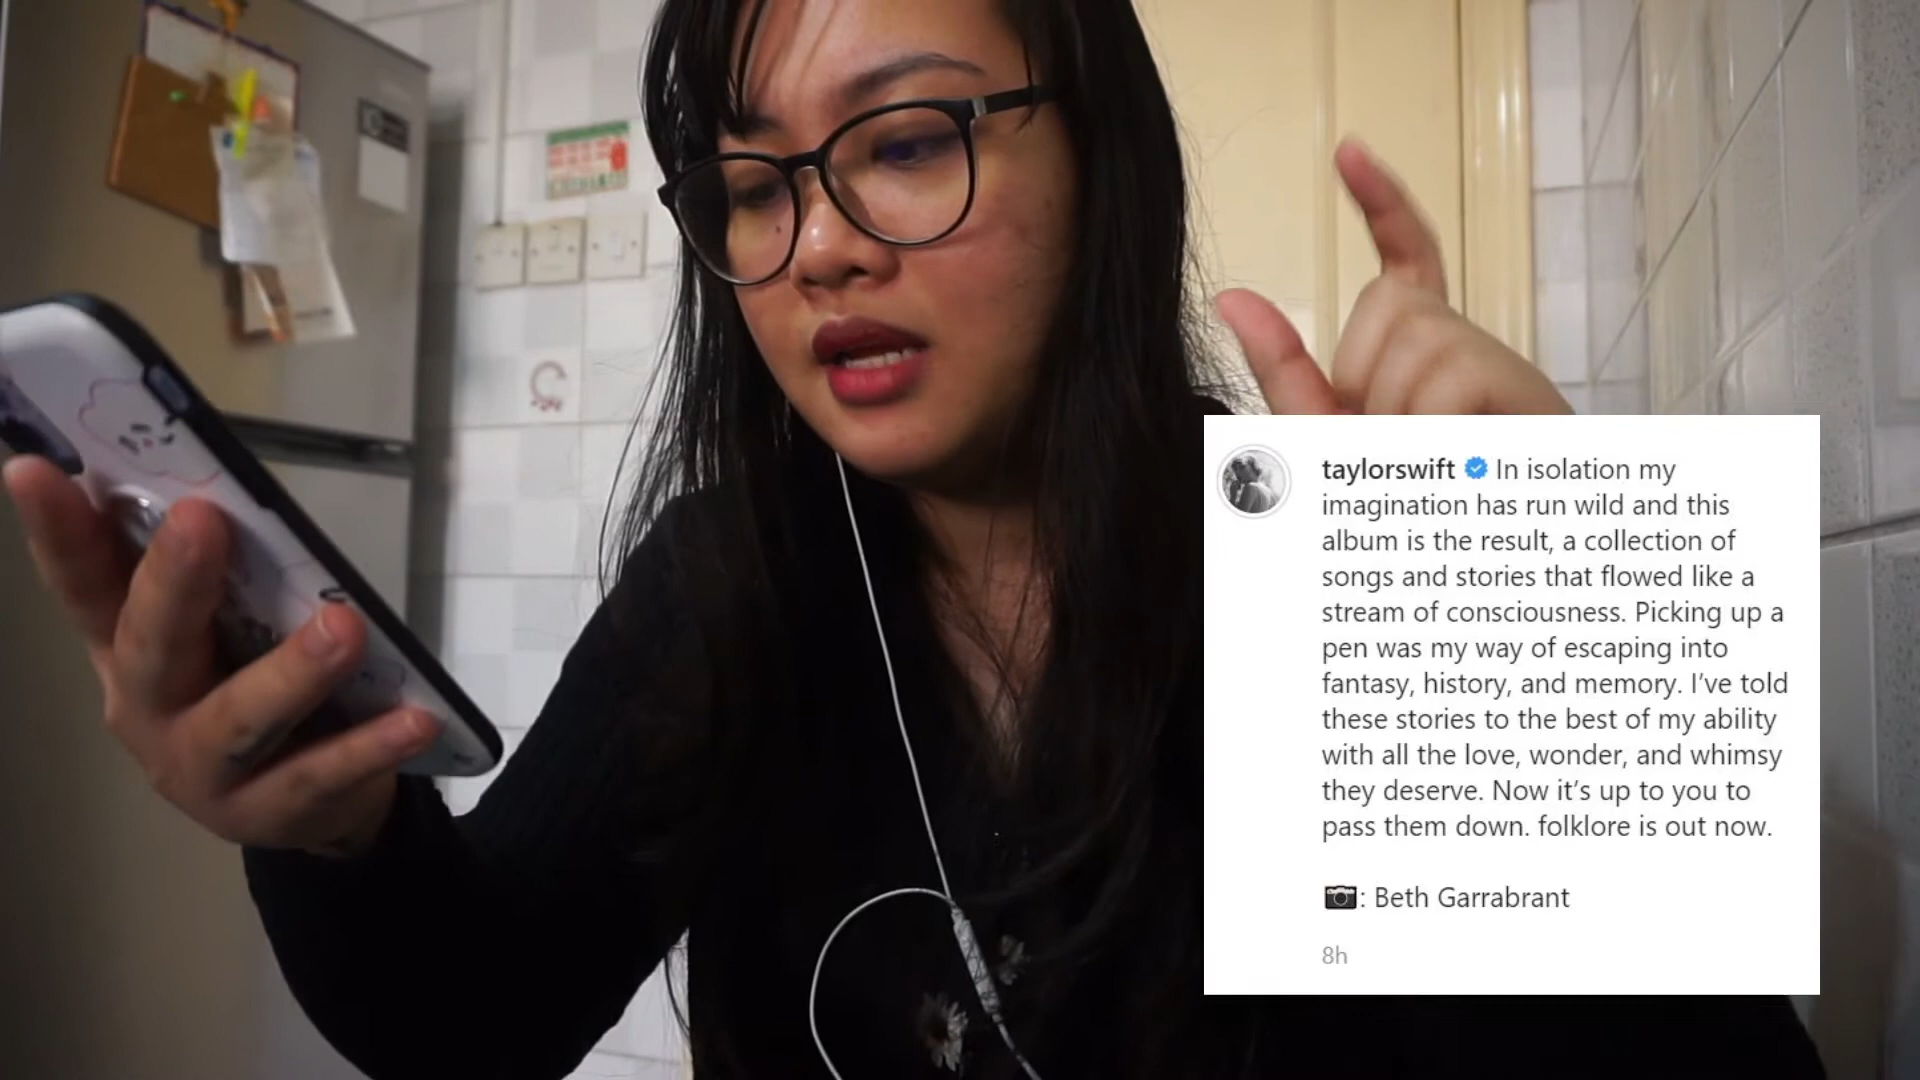 taylorswift In isolation my
imagination has run wild and this
album is the result, a collection of
songs and stories that flowed like a
stream of consciousness. Picking up a
pen was my way of escaping into
fantasy, history, and memory. I’ve told
these stories to the best of my ability
with all the love, wonder, and whimsy
they deserve. Now it’s up to you to
pass them down. folklore is out now.
📷: Beth Garrabrant
8h